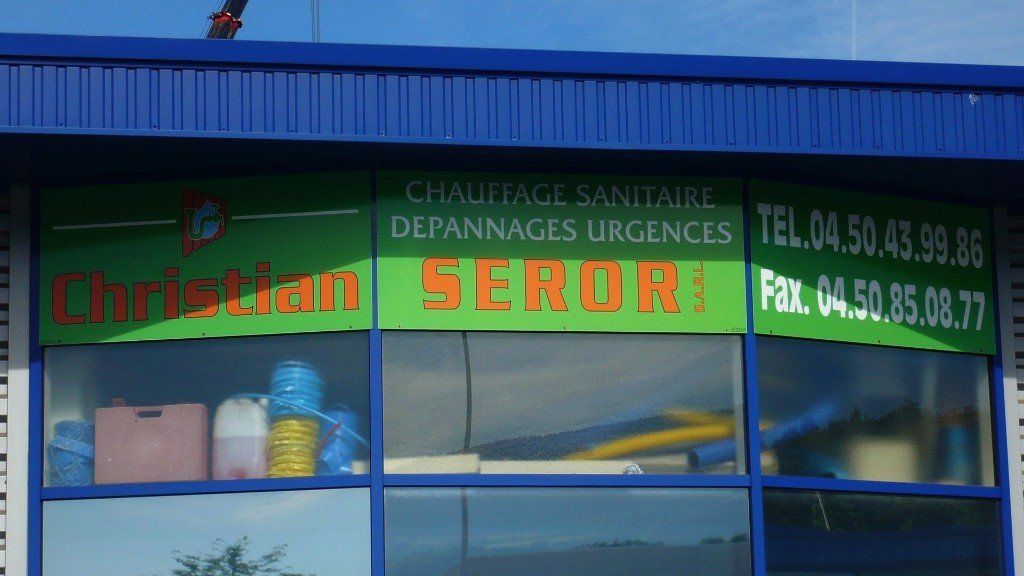 Christian
CHAUFFAGE SANITAIRE
DEPANNAGES URGENCES
SEROR S.A.R.L.
TEL.04.50.43.99.86
Fax. 04.50.85.08.77